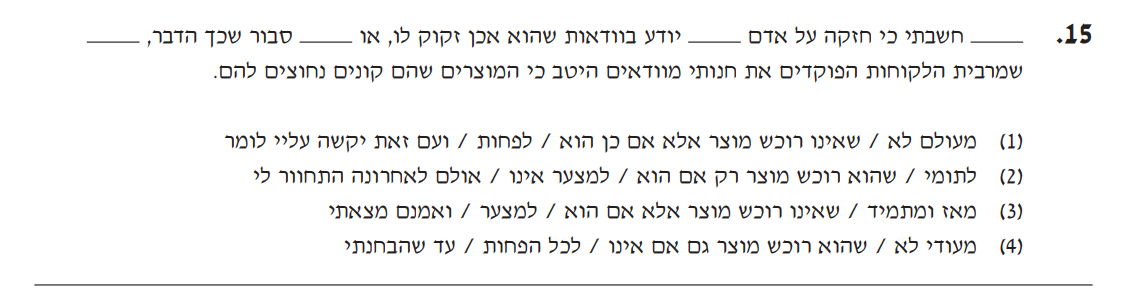 15. _____ חשבתי כי חזקה על אדם _____ יודע בוודאות שהוא אכן זקוק לו, או _____ סבור שכך הדבר, _____
שמרבית הלקוחות הפוקדים את חנותי מוודאים היטב כי המוצרים שהם קונים נחוצים להם.
(1) מעולם לא / שאינו רוכש מוצר אלא אם כן הוא / לפחות / ועם זאת יקשה עליי לומר
(2) לתומי / שהוא רוכש מוצר רק אם הוא / למצער אינו / אולם לאחרונה התחוור לי
(3) מאז ומתמיד / שאינו רוכש מוצר אלא אם הוא / למצער / ואמנם מצאתי
(4) מעודי לא / שהוא רוכש מוצר גם אם אינו / לכל הפחות / עד שהבחנתי